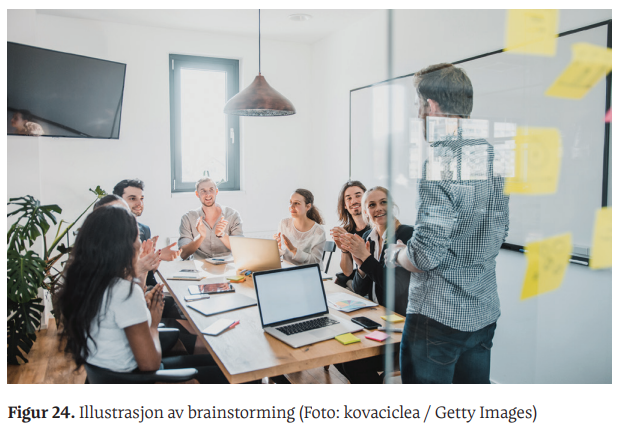 Figur 24. Illustrasjon av brainstorming (Foto: kovaciclea / Getty Images)